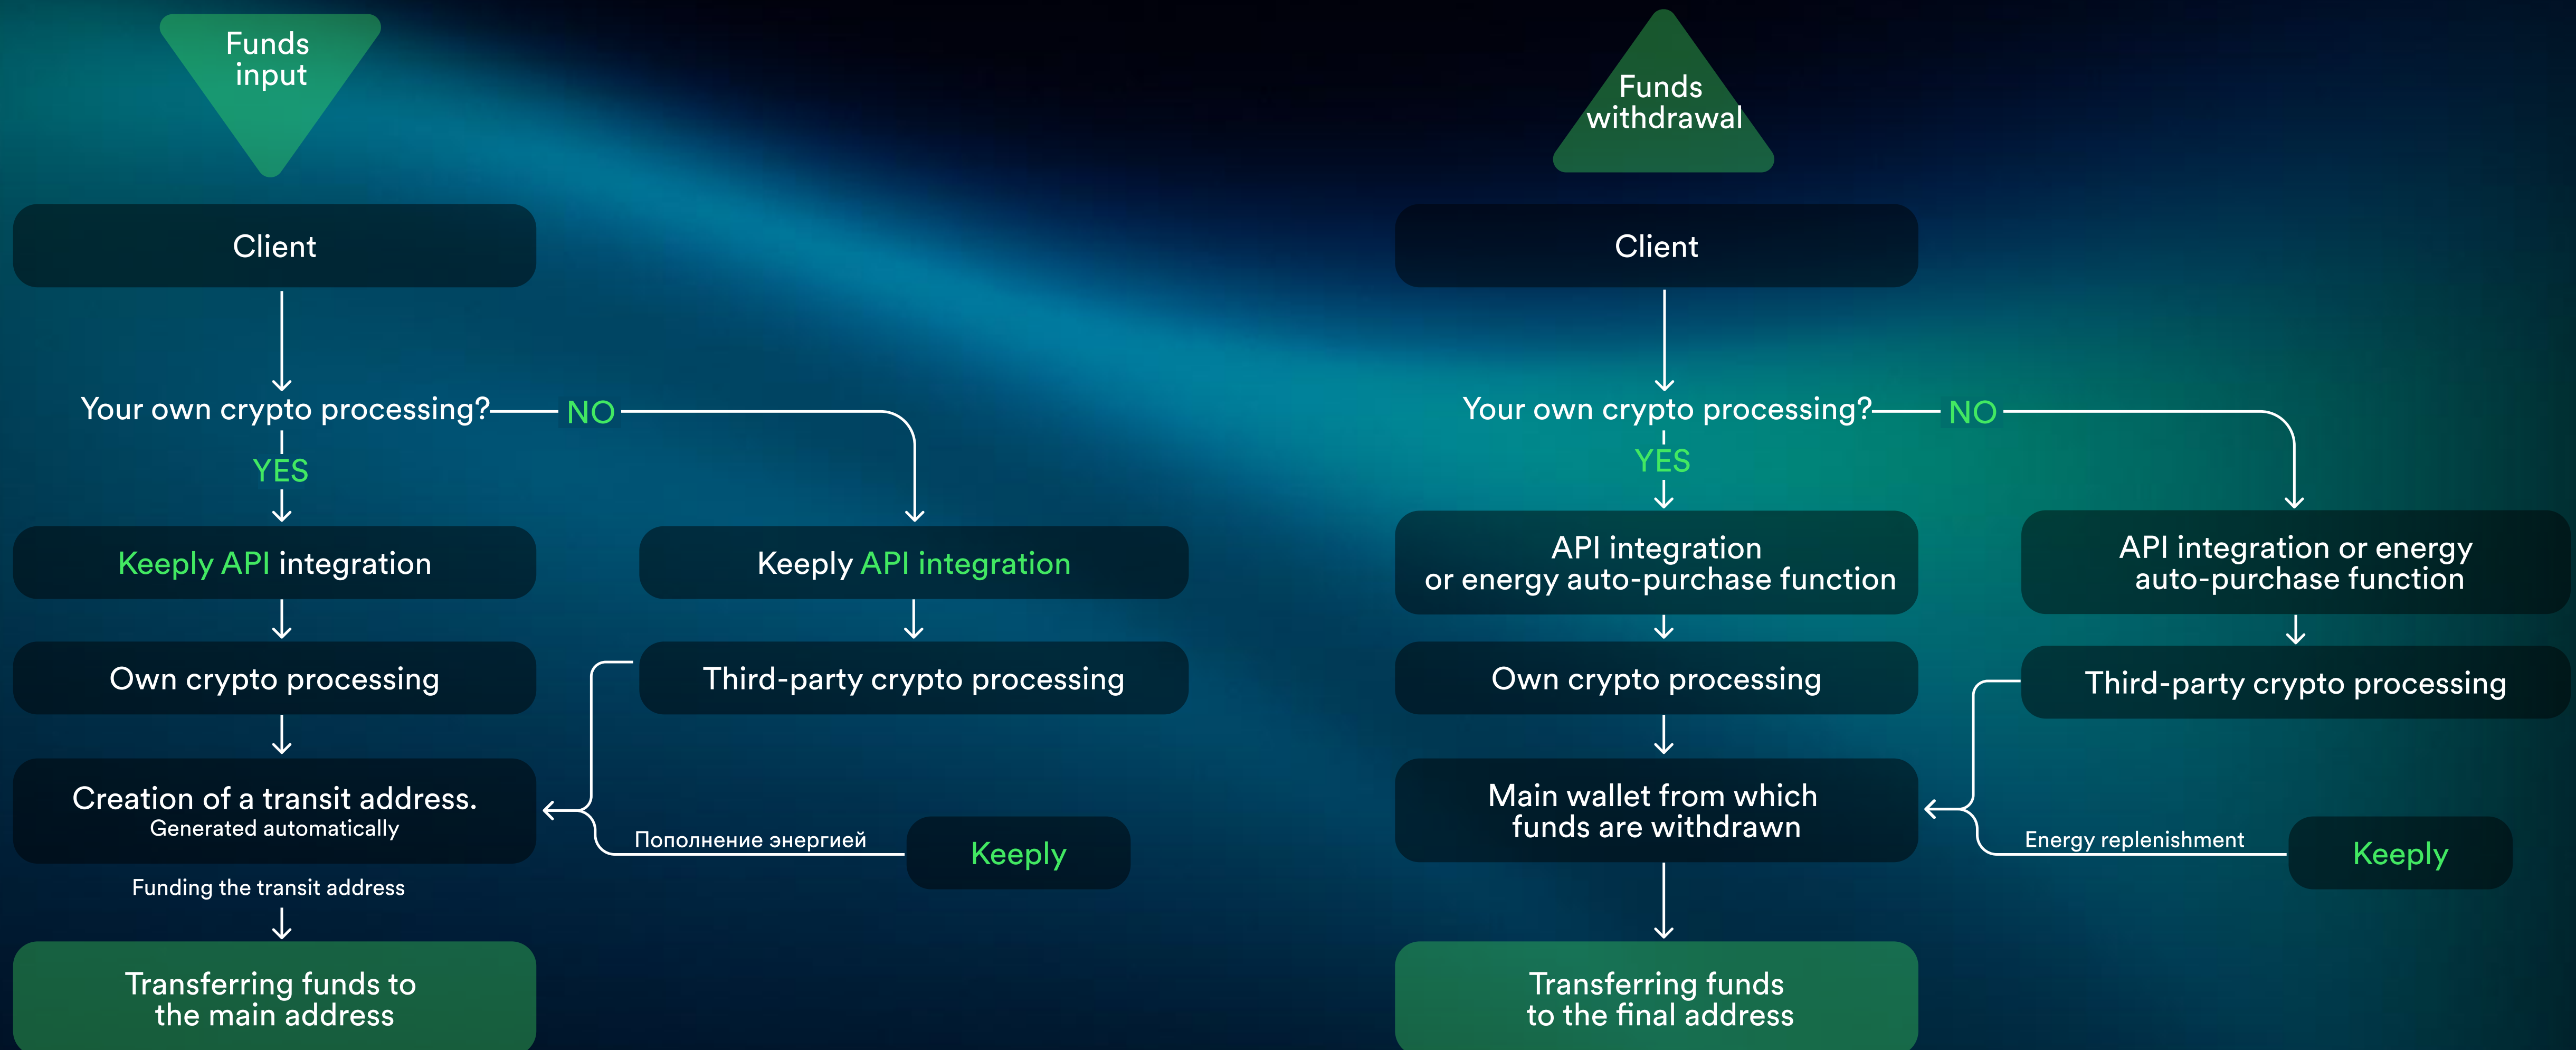 Funds
input
Client
Your own crypto processing?
NO
YES
Keeply API integration
Keeply API integration
Own crypto processing
Third-party crypto processing
Creation of a transit address.
Generated automatically
Пополнение энергией
Keeply
Funding the transit address
Transferring funds to
the main address
Funds
withdrawal
Client
Your own crypto processing?
NO
YES
API integration
or energy auto-purchase function
API integration or energy
auto-purchase function
Own crypto processing
Third-party crypto processing
Main wallet from which
funds are withdrawn
Energy replenishment
Keeply
Transferring funds
to the final address